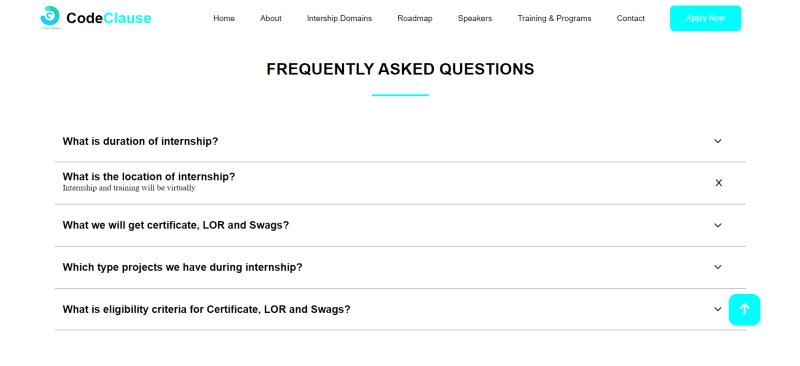 CodeClause
Home About Intership Domains Roadmap Speakers Training & Programs Contact Apply Now
FREQUENTLY ASKED QUESTIONS
What is duration of internship?
What is the location of internship?
Internship and training will be virtually
What we will get certificate, LOR and Swags?
Which type projects we have during internship?
What is eligibility criteria for Certificate, LOR and Swags?